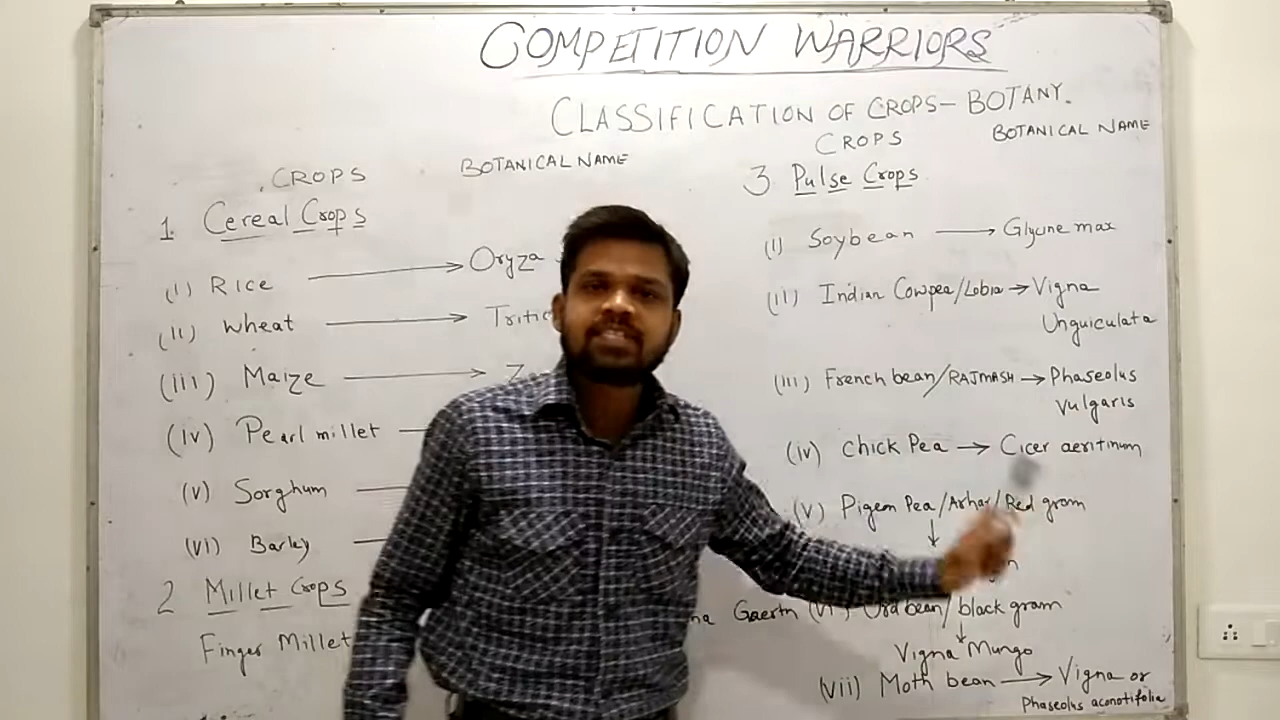 COMPETITION WARRIORS
CLASSIFICATION OF CROPS - BOTANY.
CROPS
BOTANICAL NAME
1. Cereal Crops
(i) Rice → Oryza
(ii) Wheat →
(iii) Maize →
(iv) Pearl millet
(v) Sorghum
(vi) Barley
2 Millet Crops
Finger Millet
CROPS
BOTANICAL NAME
3 Pulse Crops
(i) Soybean → Glycine max
(ii) Indian Cowpea/Lobia → Vigna
Unguiculata
(iii) French bean/RAJMASH → Phaseolus
vulgaris
(iv) Chick Pea → Cicer aeritinum
(v) Pigeon Pea/Arhar/Red gram
↓
Gaertn (vi) bean/black gram
↓
Vigna Mungo
(vii) Moth bean → Vigna or
Phaseolus aconotifolia